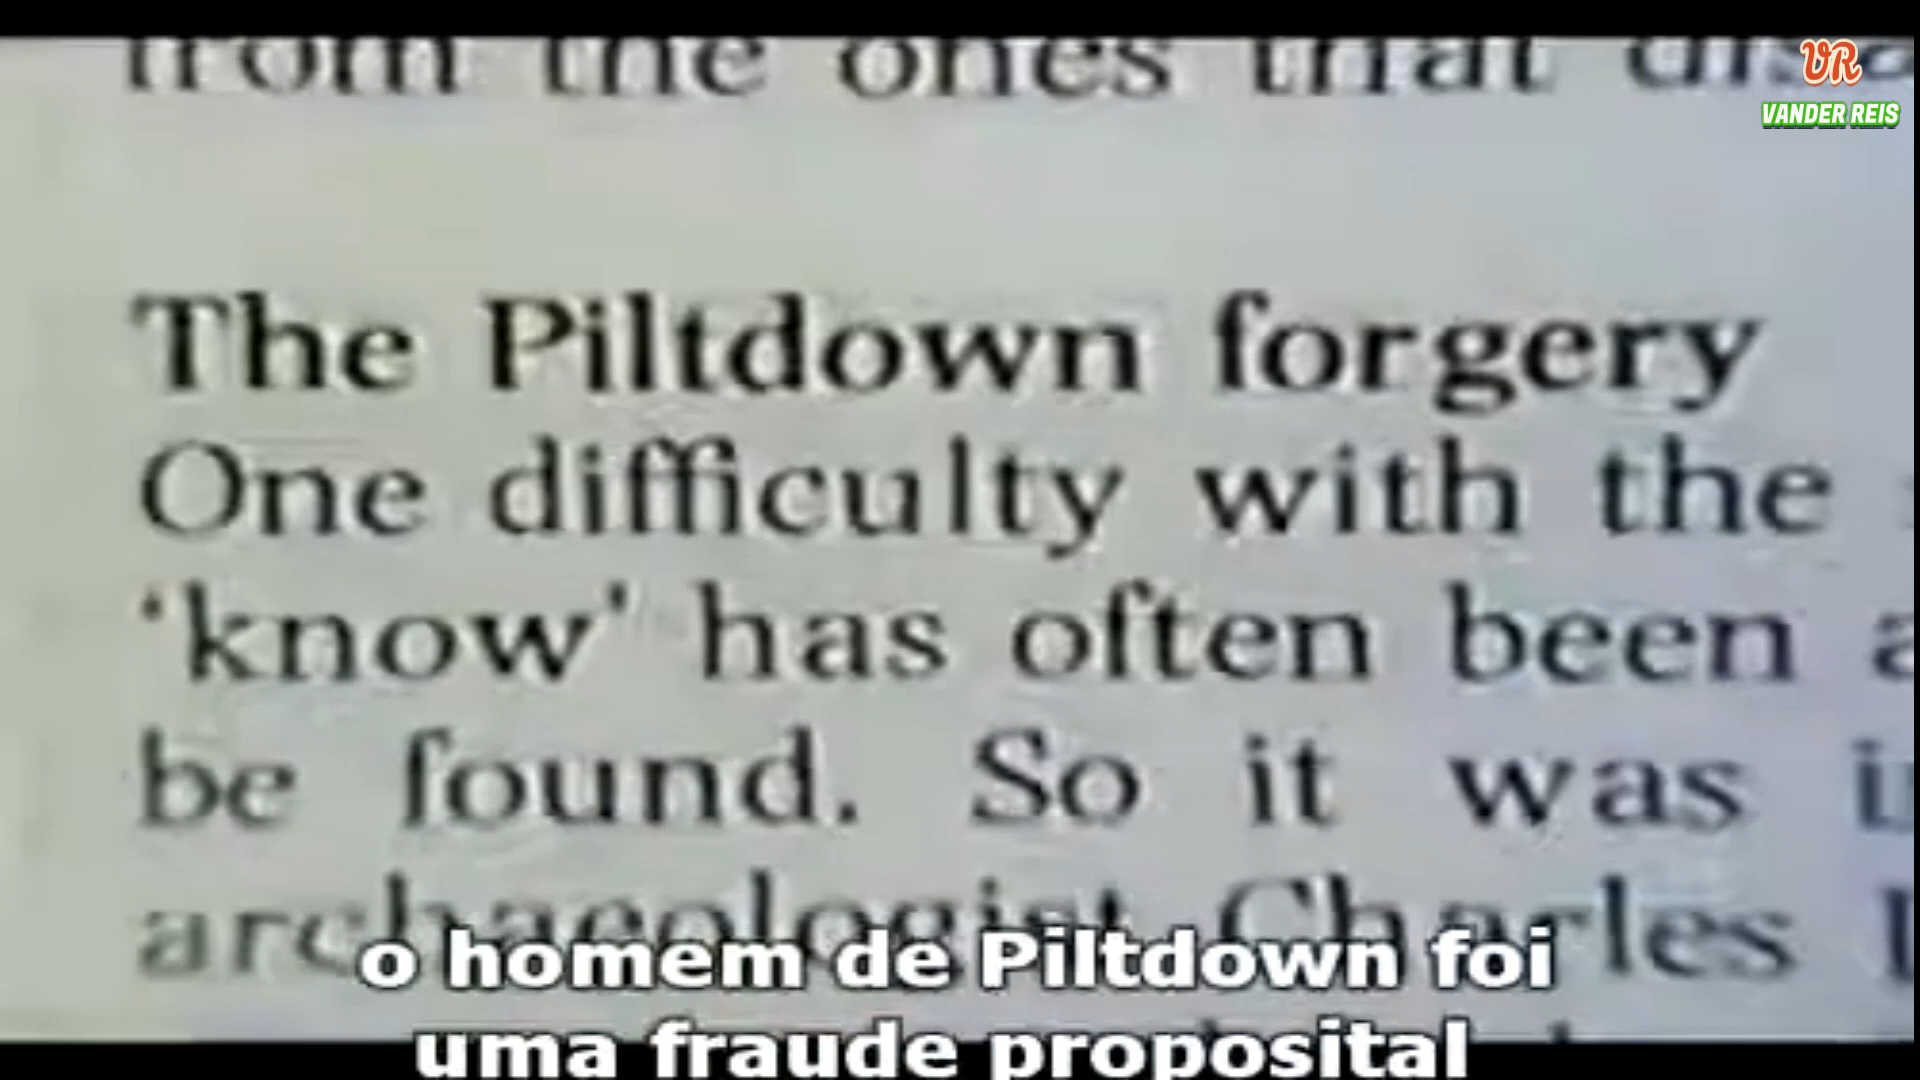 from the ones that
VR
VANDER REIS
The Piltdown forgery
One difficulty with the
'know' has often been a
be found. So it was
archaeologist Charles
o homem de Piltdown foi
uma fraude proposital